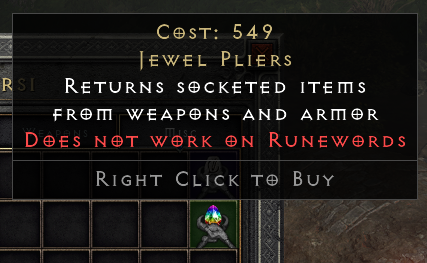 Cost: 549
Jewel Pliers
Returns socketed items
from weapons and armor
Does not work on Runewords
Right Click to Buy